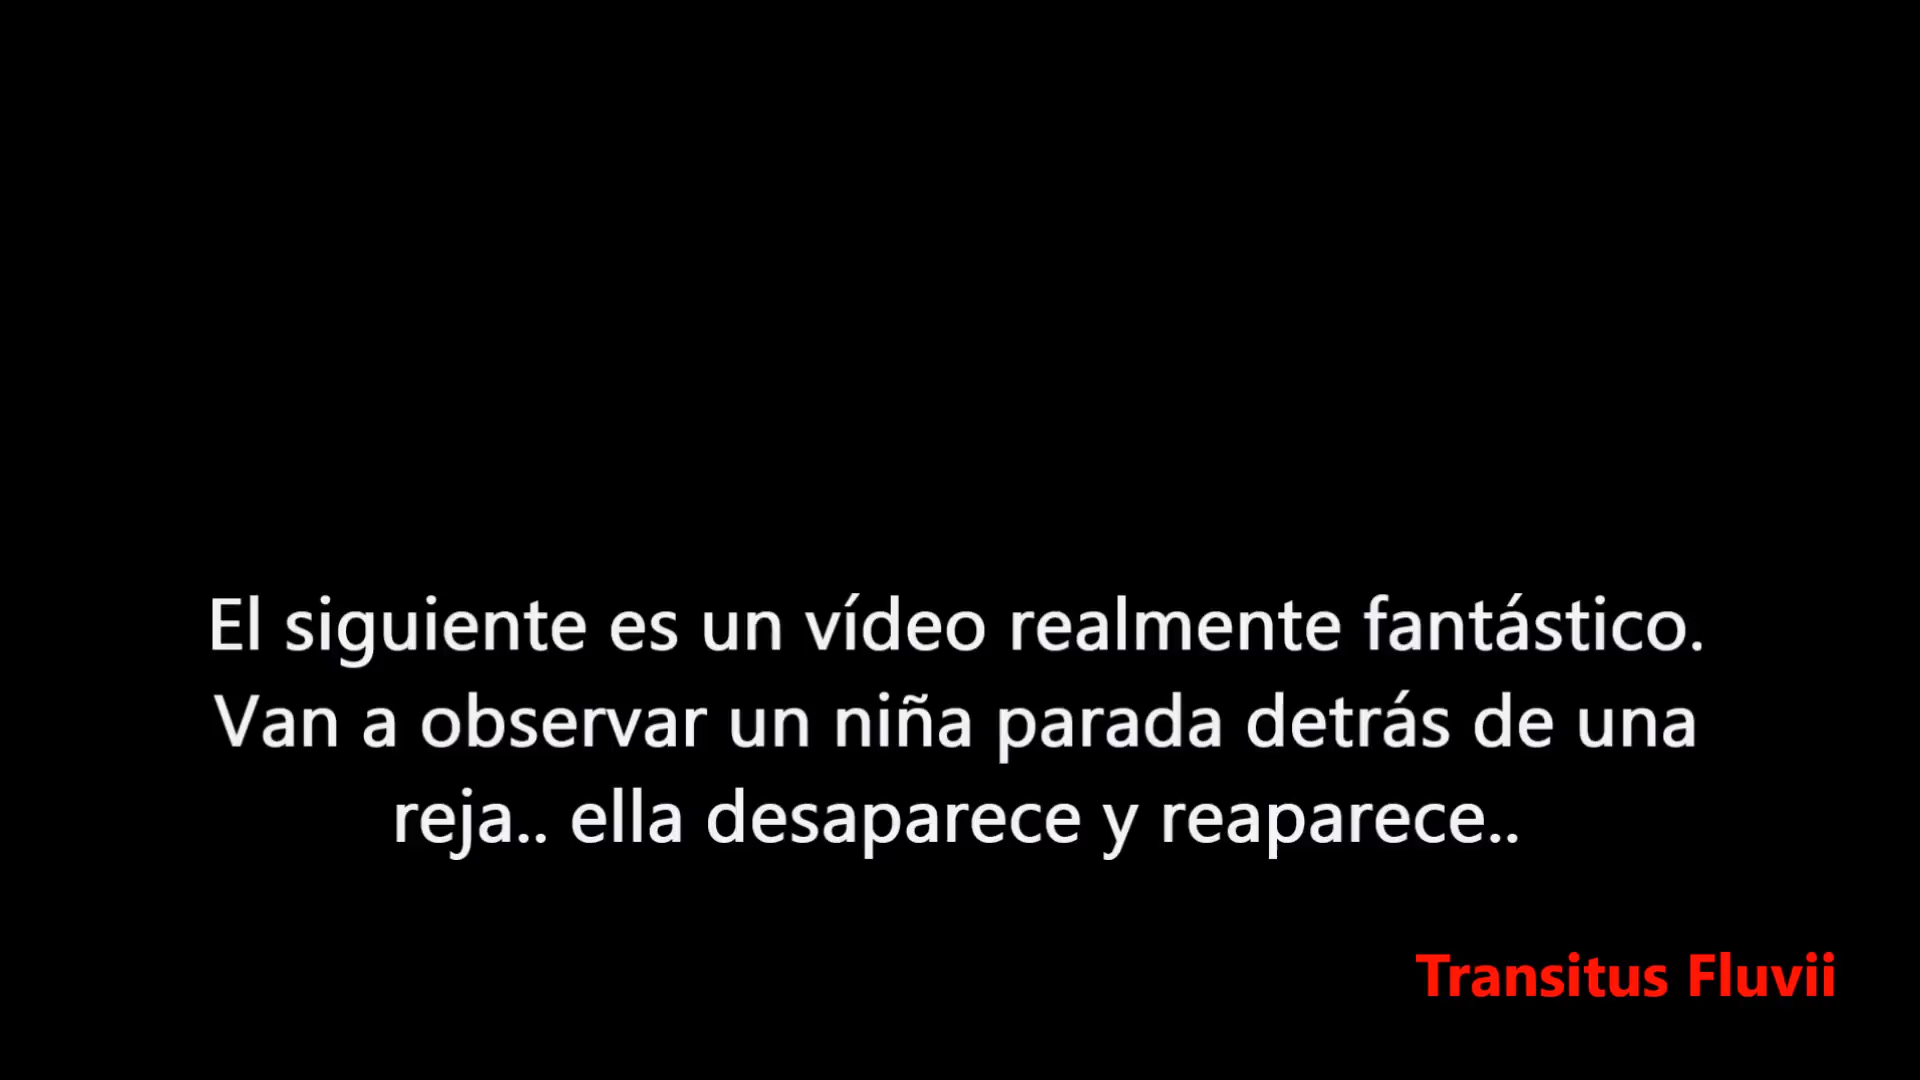 El siguiente es un vídeo realmente fantástico.
Van a observar un niña parada detrás de una
reja.. ella desaparece y reaparece..
Transitus Fluvii